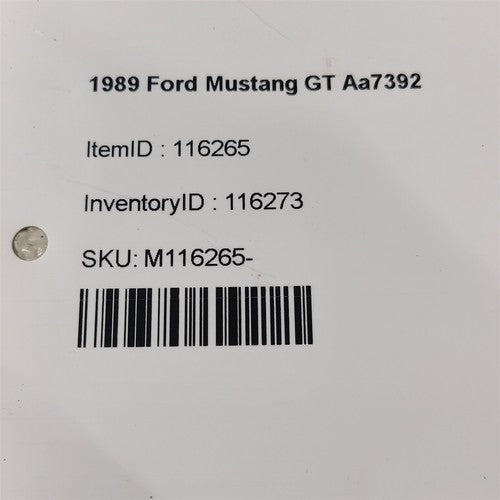 1989 Ford Mustang GT Aa7392
ItemID : 116265
InventoryID : 116273
SKU: M116265-